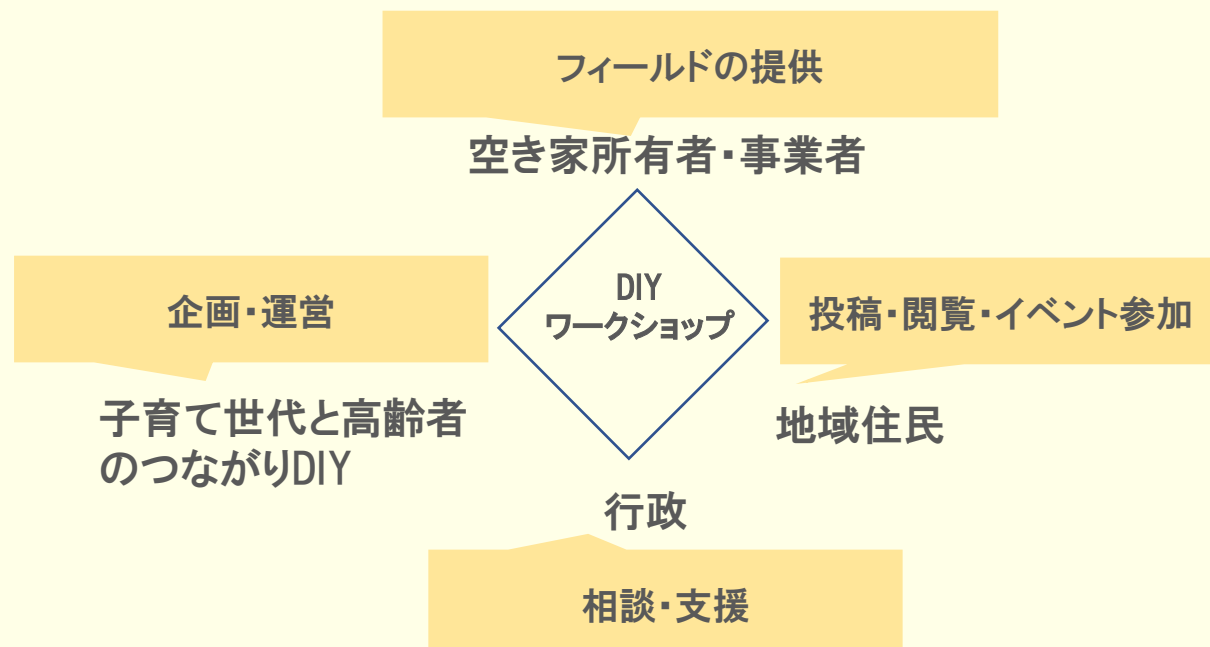 フィールドの提供
空き家所有者・事業者
企画・運営
DIY
ワークショップ
投稿・閲覧・イベント参加
子育て世代と高齢者
のつながりDIY
地域住民
行政
相談・支援